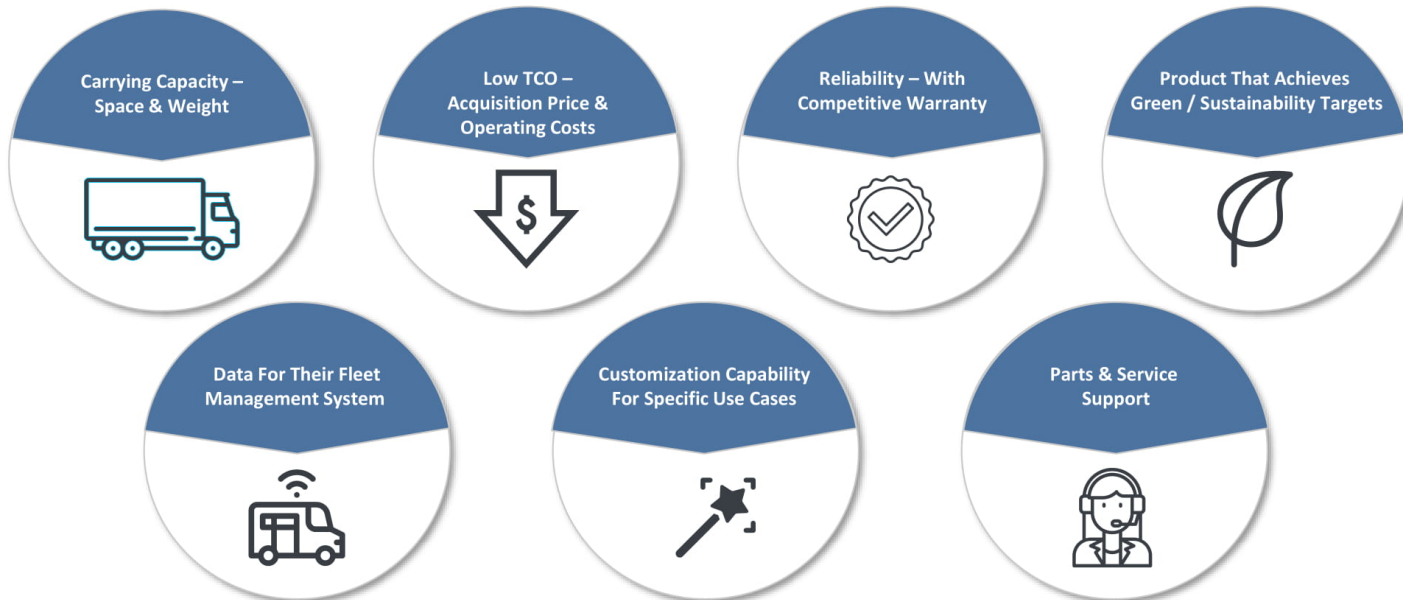 Carrying Capacity –
Space & Weight
Low TCO –
Acquisition Price &
Operating Costs
$
Reliability – With
Competitive Warranty
Product That Achieves
Green / Sustainability Targets
Data For Their Fleet
Management System
Customization Capability
For Specific Use Cases
Parts & Service
Support